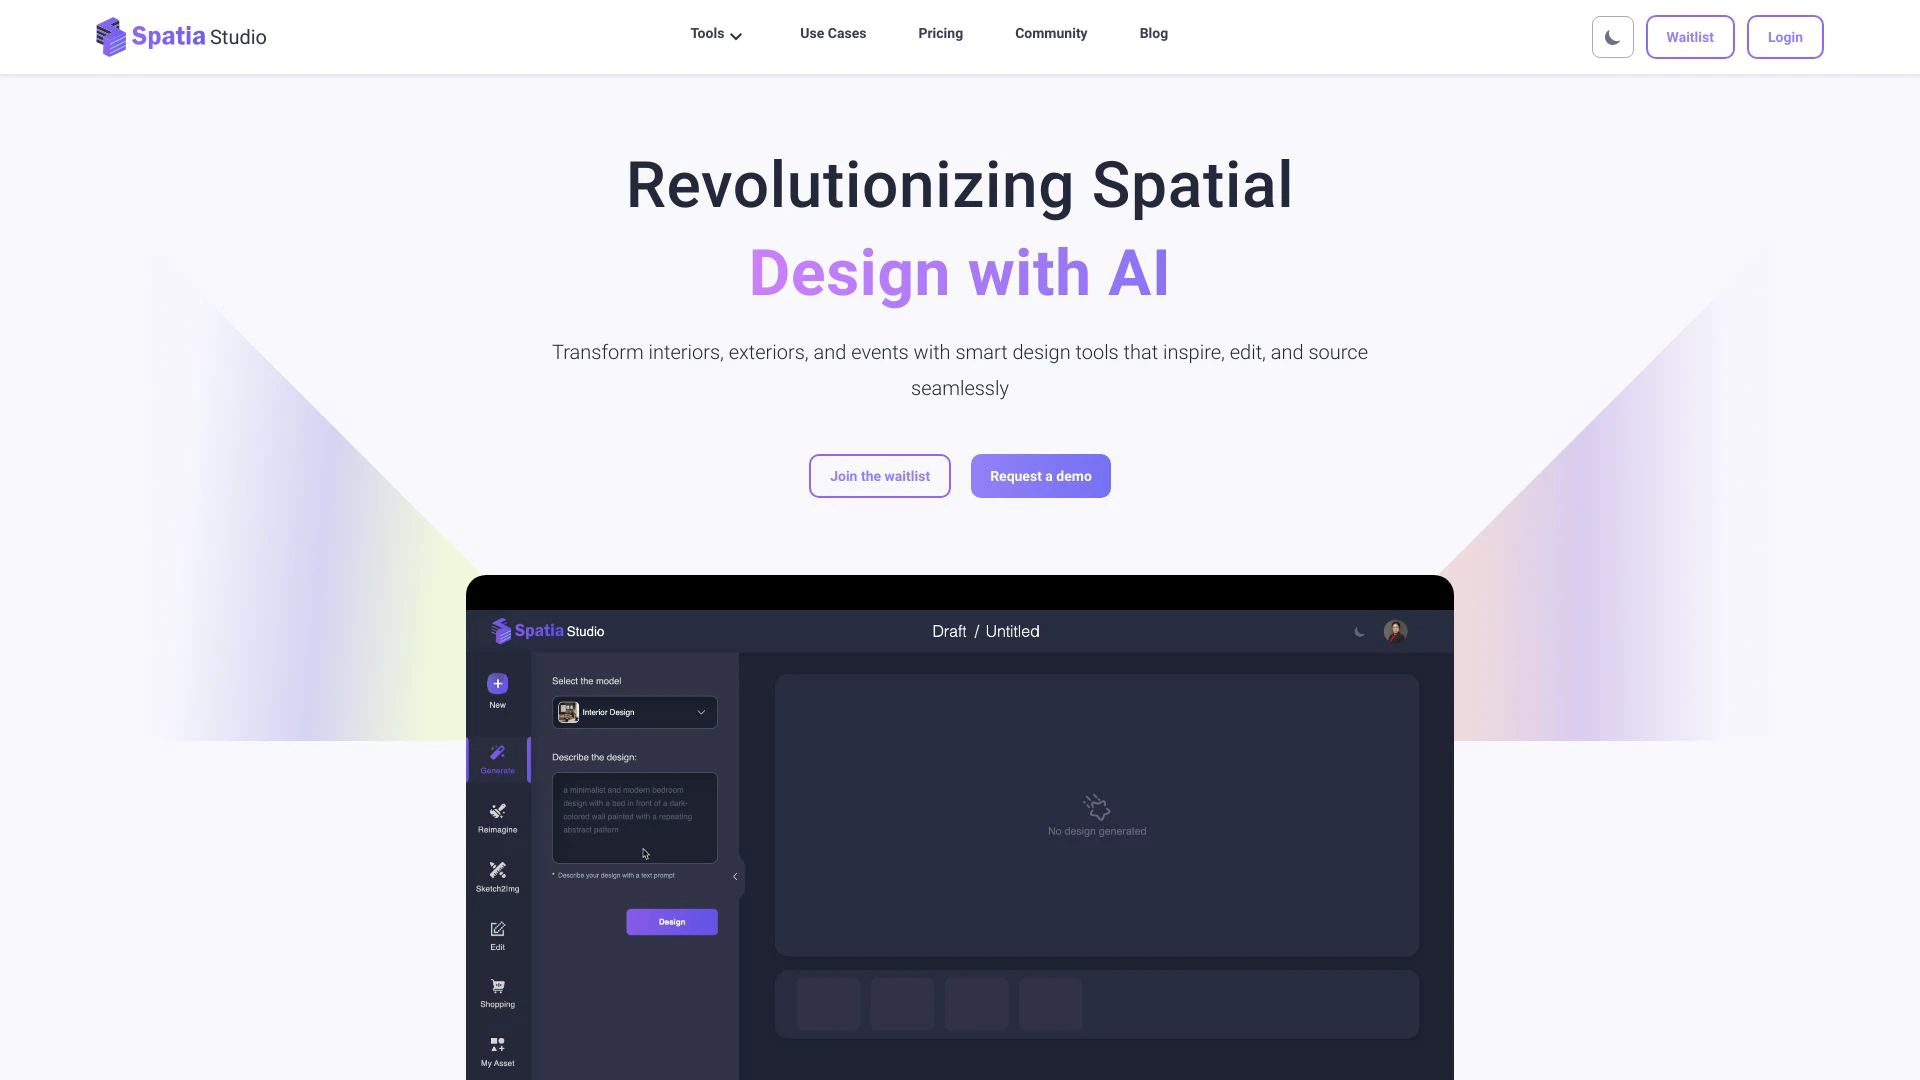 Spatia Studio
Tools
Use Cases
Pricing
Community
Blog
Waitlist
Login
Revolutionizing Spatial
Design with AI
Transform interiors, exteriors, and events with smart design tools that inspire, edit, and source
seamlessly
Join the waitlist
Request a demo
Spatia Studio
Draft / Untitled
New
Generate
Reimagine
Sketch2Img
Edit
Shopping
My Asset
Select the model
Interior Design
Describe the design:
a minimalist and modern bedroom
design with a bed in front of a dark-
colored wall painted with a repeating
abstract pattern
* Describe your design with a text prompt
Design
No design generated